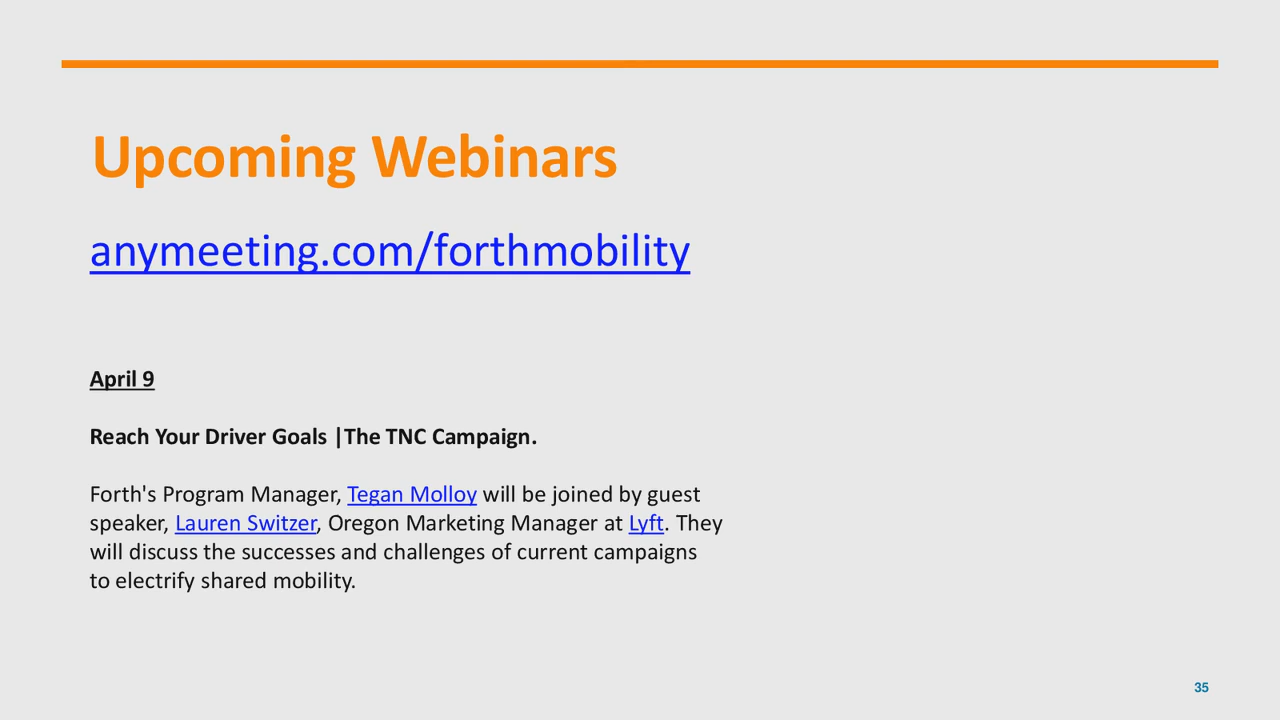 Upcoming Webinars
anymeeting.com/forthmobility
April 9
Reach Your Driver Goals |The TNC Campaign.
Forth's Program Manager, Tegan Molloy will be joined by guest
speaker, Lauren Switzer, Oregon Marketing Manager at Lyft. They
will discuss the successes and challenges of current campaigns
to electrify shared mobility.
35